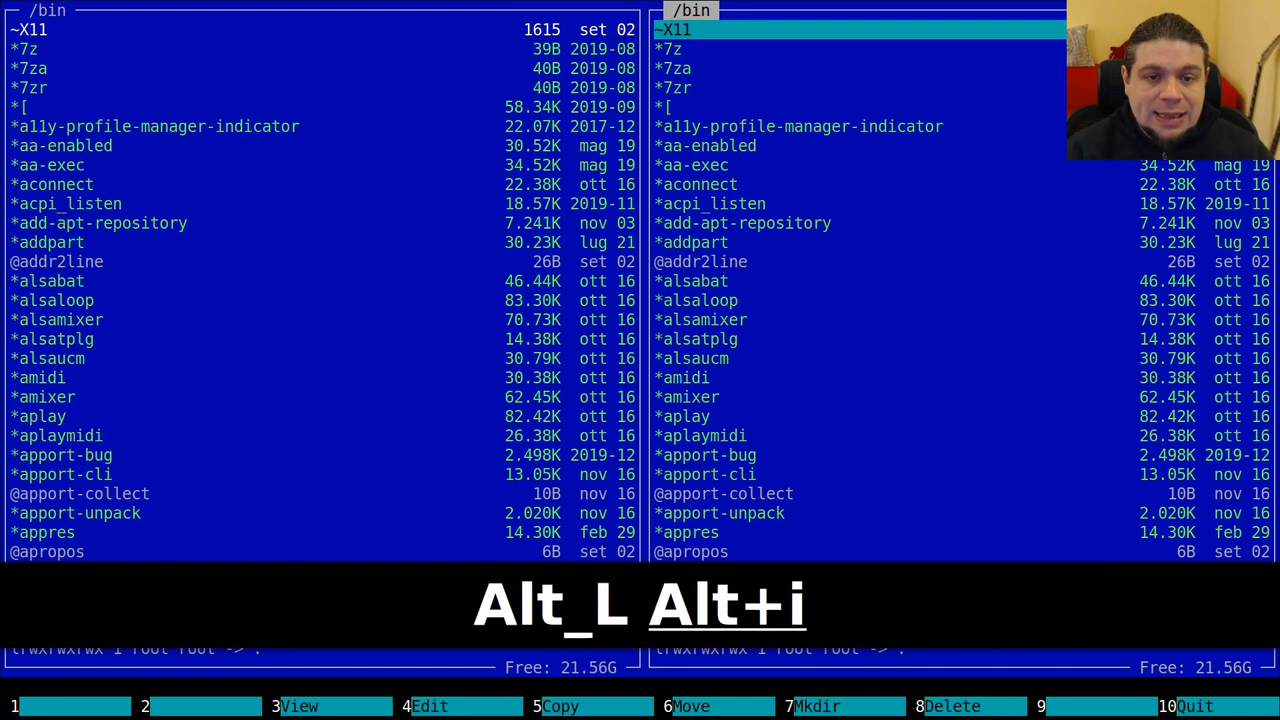 /bin
~X11 1615 set 02
*7z 39B 2019-08
*7za 40B 2019-08
*7zr 40B 2019-08
*[ 58.34K 2019-09
*a11y-profile-manager-indicator 22.07K 2017-12
*aa-enabled 30.52K mag 19
*aa-exec 34.52K mag 19
*aconnect 22.38K ott 16
*acpi_listen 18.57K 2019-11
*add-apt-repository 7.241K nov 03
*addpart 30.23K lug 21
@addr2line 26B set 02
*alsabat 46.44K ott 16
*alsaloop 83.30K ott 16
*alsamixer 70.73K ott 16
*alsatplg 14.38K ott 16
*alsaucm 30.79K ott 16
*amidi 30.38K ott 16
*amixer 62.45K ott 16
*aplay 82.42K ott 16
*aplaymidi 26.38K ott 16
*apport-bug 2.498K 2019-12
*apport-cli 13.05K nov 16
@apport-collect 10B nov 16
*apport-unpack 2.020K nov 16
*appres 14.30K feb 29
@apropos 6B set 02
Free: 21.56G
/bin
~X11
*7z
*7za
*7zr
*[
*a11y-profile-manager-indicator
*aa-enabled
*aa-exec 34.52K mag 19
*aconnect 22.38K ott 16
*acpi_listen 18.57K 2019-11
*add-apt-repository 7.241K nov 03
*addpart 30.23K lug 21
@addr2line 26B set 02
*alsabat 46.44K ott 16
*alsaloop 83.30K ott 16
*alsamixer 70.73K ott 16
*alsatplg 14.38K ott 16
*alsaucm 30.79K ott 16
*amidi 30.38K ott 16
*amixer 62.45K ott 16
*aplay 82.42K ott 16
*aplaymidi 26.38K ott 16
*apport-bug 2.498K 2019-12
*apport-cli 13.05K nov 16
@apport-collect 10B nov 16
*apport-unpack 2.020K nov 16
*appres 14.30K feb 29
@apropos 6B set 02
Free: 21.56G
Alt_L Alt+i
1 2 3View 4Edit 5Copy 6Move 7Mkdir 8Delete 9 10Quit